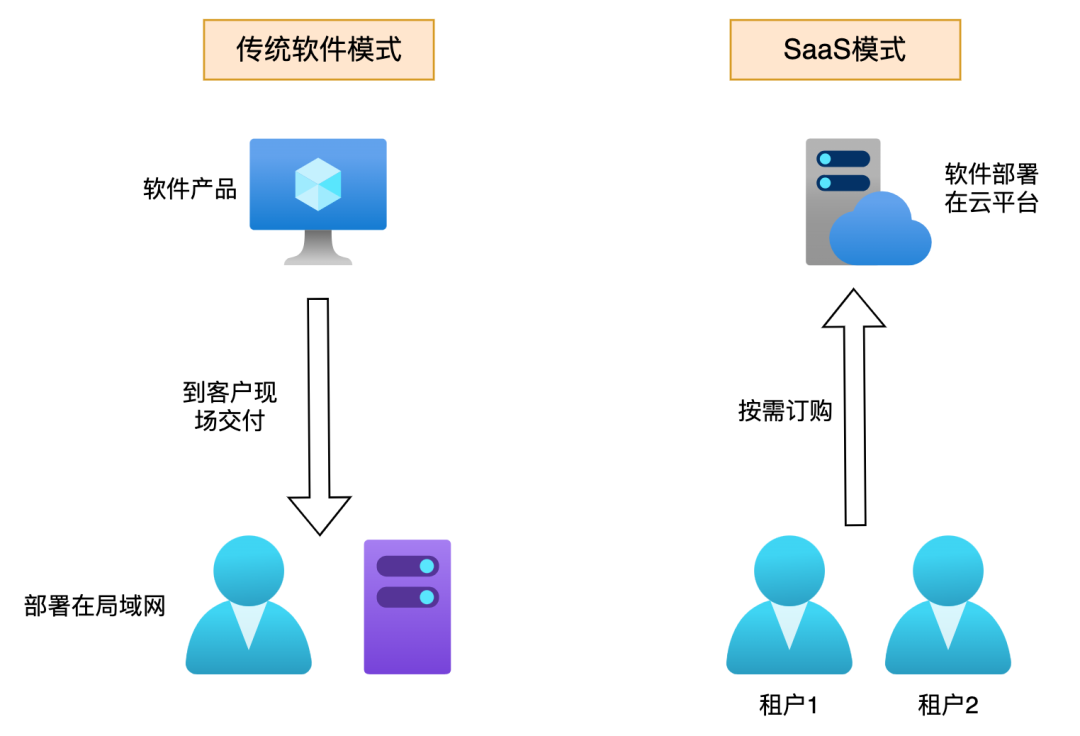 传统软件模式
软件产品
到客户现
场交付
部署在局域网
SaaS模式
软件部署
在云平台
按需订购
租户1
租户2